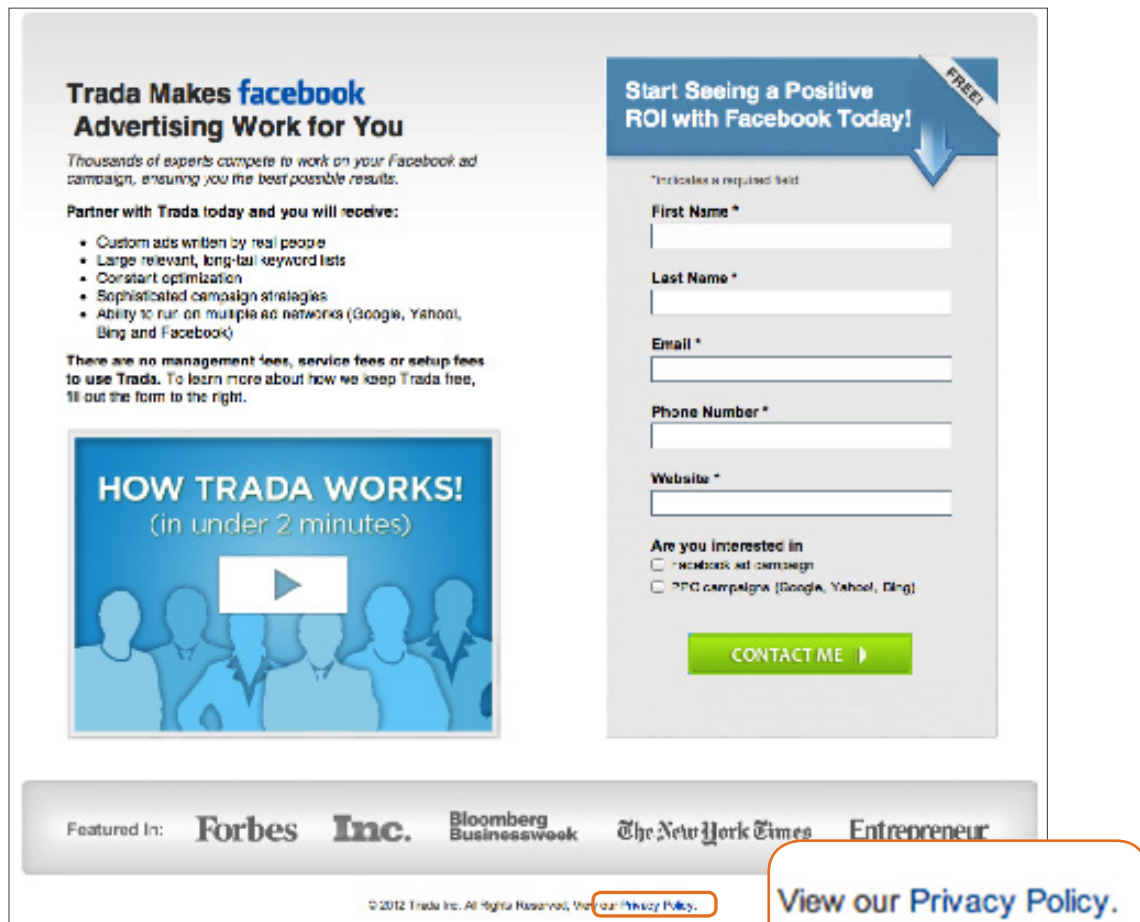 Trada Makes facebook
Advertising Work for You
Thousands of experts compete to work on your Facebook ad
campaign, ensuring you the best possible results.
Partner with Trada today and you will receive:
• Custom ads written by real people
• Large relevant, long-tail keyword lists
• Constant optimization
• Sophisticated campaign strategies
• Ability to run on multiple ad networks (Google, Yahoo!,
Bing and Facebook)
There are no management fees, service fees or setup fees
to use Trada. To learn more about how we keep Trada free,
fill out the form to the right.
HOW TRADA WORKS!
(in under 2 minutes)
Start Seeing a Positive
ROI with Facebook Today!
FREE!
*indicates a required field
First Name *
Last Name *
Email *
Phone Number *
Website *
Are you interested in
Facebook ad campaign
PPC campaigns (Google, Yahoo!, Bing)
CONTACT ME
Featured In:
Forbes
Inc.
Bloomberg
Businessweek
The New York Times
Entrepreneur
© 2012 Trada Inc. All Rights Reserved, View our Privacy Policy.
View our Privacy Policy.